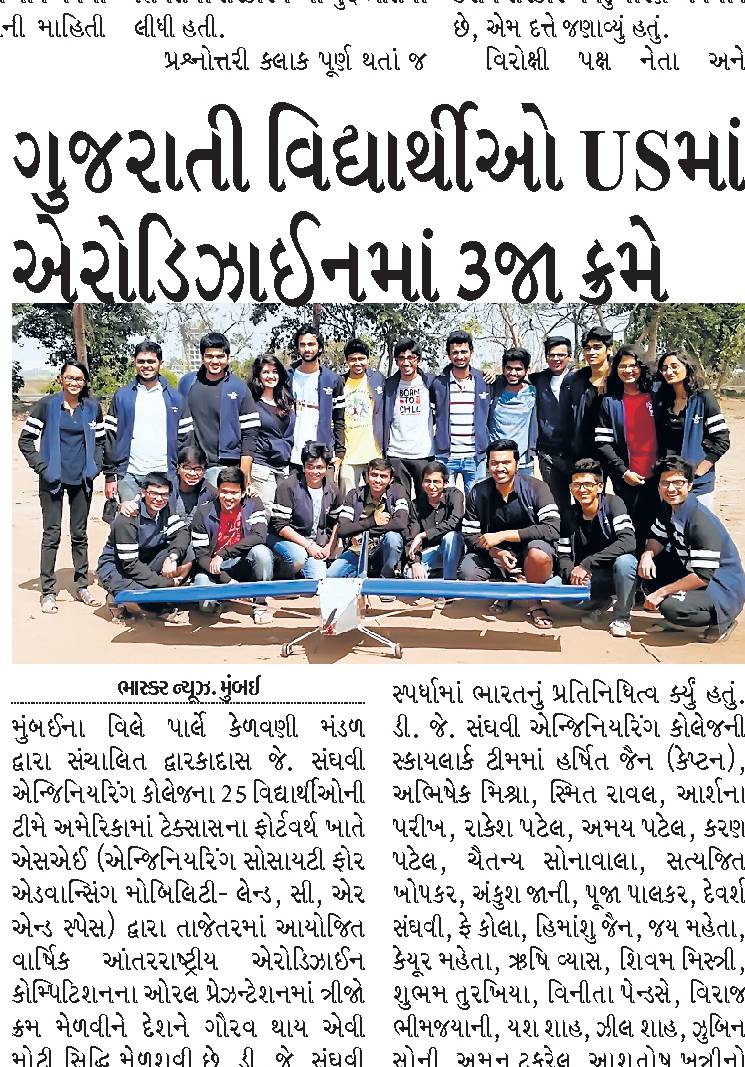 ની માહિતી
લીધી હતી.
પ્રશ્નોત્તરી કલાક પૂર્ણ થતાં જ
છે, એમ દત્તે જણાવ્યું હતું.
વિરોક્ષી પક્ષ નેતા અને
ગુજરાતી વિદ્યાર્થીઓ USમાં
એરોડિઝાઈનમાં ૩જા ક્રમે
BORN
TO
CHLL
ભાસ્કર ન્યૂઝ. મુંબઈ
મુંબઈના વિલે પાર્લે કેળવણી મંડળ
દ્વારા સંચાલિત દ્વારકાદાસ જે. સંઘવી
એન્જિનિયરિંગ કોલેજના 25 વિદ્યાર્થીઓની
ટીમે અમેરિકામાં ટેક્સાસના ફોર્ટવર્થ ખાતે
એસએઈ (એન્જિનિયરિંગ સોસાયટી ફોર
એડવાન્સિંગ મોબિલિટી- લેન્ડ, સી, એર
એન્ડ સ્પેસ) દ્વારા તાજેતરમાં આયોજિત
વાર્ષિક આંતરરાષ્ટ્રીય એરોડિઝાઈન
કોમ્પિટિશનના ઓરલ પ્રેઝન્ટેશનમાં ત્રીજો
ક્રમ મેળવીને દેશને ગૌરવ થાય એવી
મોટી સિદ્ધિ મેળશવી છે. ડી. જે. સંઘવી
સ્પર્ધામાં ભારતનું પ્રતિનિધિત્વ કર્યું હતું.
ડી. જે. સંઘવી એન્જિનિયરિંગ કોલેજની
સ્કાયલાર્ક ટીમમાં હર્ષિત જૈન (કેપ્ટન),
અભિષેક મિશ્રા, સ્મિત રાવલ, આર્શના
પરીખ, રાકેશ પટેલ, અમય પટેલ, કરણ
પટેલ, ચૈતન્ય સોનાવાલા, સત્યજિત
ખોપકર, અંકુશ જાની, પૂજા પાલકર, દેવર્શ
સંઘવી, ફે કોલા, હિમાંશુ જૈન, જય મહેતા,
કેયૂર મહેતા, ઋષિ વ્યાસ, શિવમ મિસ્ત્રી,
શુભમ તુરખિયા, વિનીતા પેન્ડસે, વિરાજ
ભીમજયાની, યશ શાહ, ઝીલ શાહ, ઝુબિન
સોની, અમન ટકરેલ, આશુતોષ ખત્રીનો